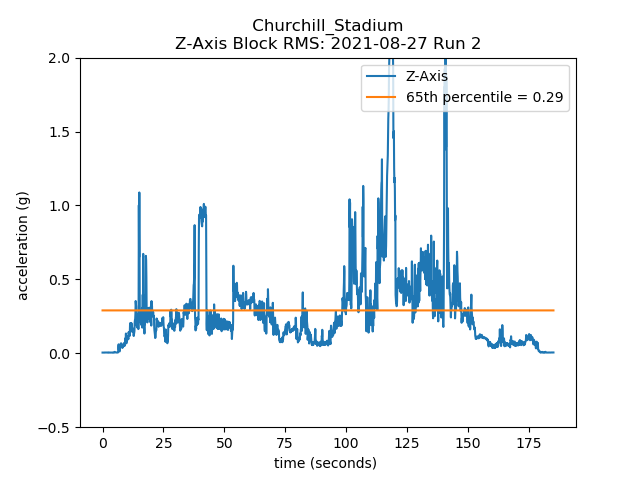 Churchill_Stadium
Z-Axis Block RMS: 2021-08-27 Run 2
Z-Axis
65th percentile = 0.29
acceleration (g)
2.0
1.5
1.0
0.5
0.0
−0.5
0 25 50 75 100 125 150 175
time (seconds)